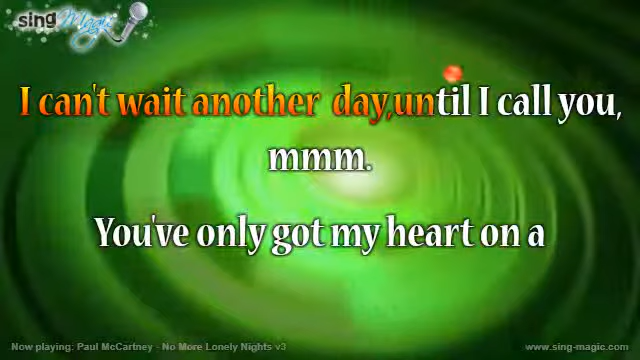 sing Magic
I can't wait another day,until I call you,
mmm.
You've only got my heart on a
Now playing: Paul McCartney - No More Lonely Nights v3
www.sing-magic.com